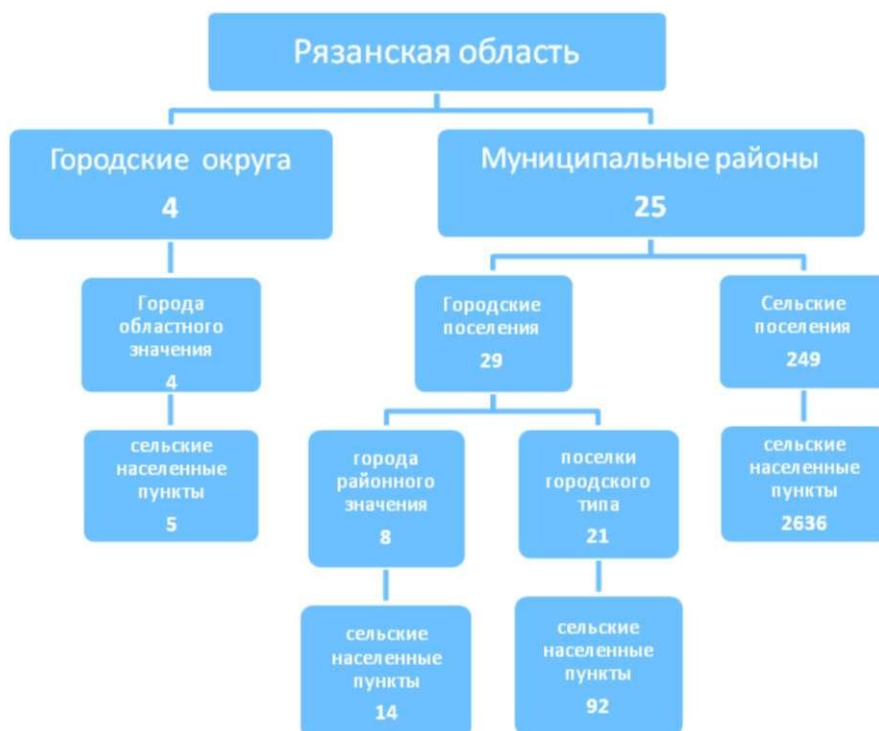 Рязанская область
Городские округа
4
Муниципальные районы
25
Города
областного
значения
4
Городские
поселения
29
Сельские
поселения
249
сельские
населенные
пункты
5
города
районного
значения
8
поселки
городского
типа
21
сельские
населенные
пункты
2636
сельские
населенные
пункты
14
сельские
населенные
пункты
92